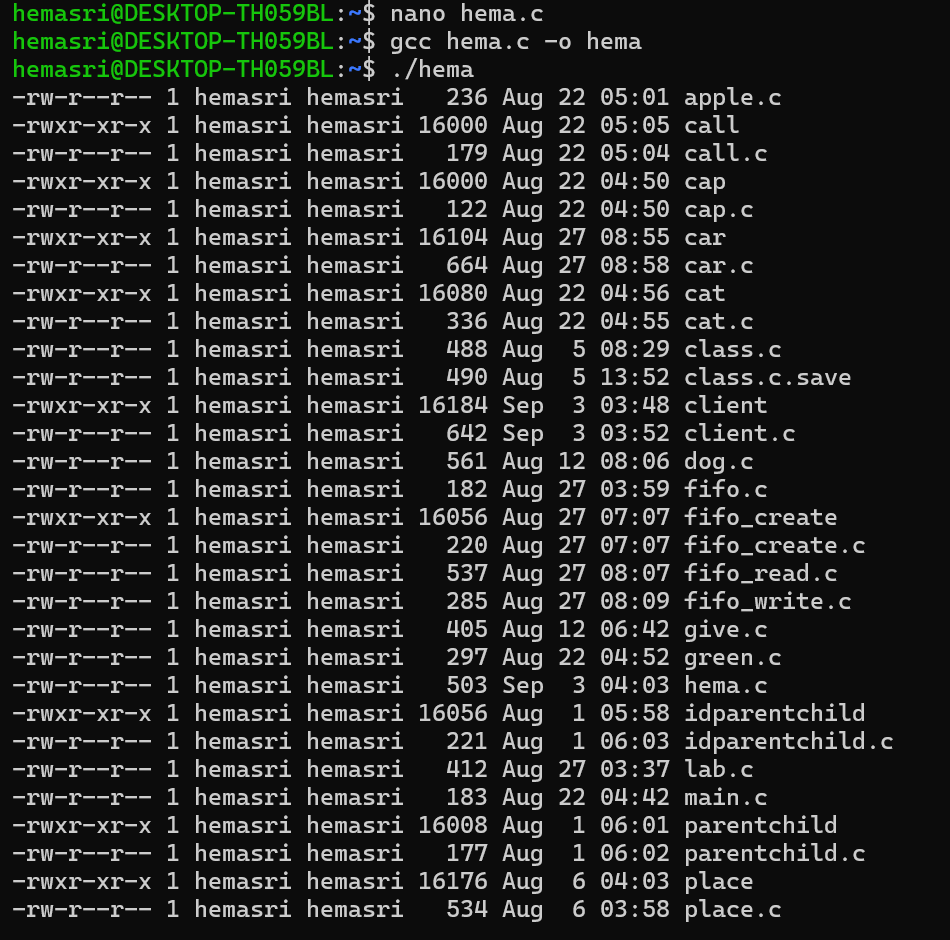 hemasri@DESKTOP-TH059BL:~$ nano hema.c
hemasri@DESKTOP-TH059BL:~$ gcc hema.c -o hema
hemasri@DESKTOP-TH059BL:~$ ./hema
-rw-r--r-- 1 hemasri hemasri   236 Aug 22 05:01 apple.c
-rwxr-xr-x 1 hemasri hemasri 16000 Aug 22 05:05 call
-rw-r--r-- 1 hemasri hemasri   179 Aug 22 05:04 call.c
-rwxr-xr-x 1 hemasri hemasri 16000 Aug 22 04:50 cap
-rw-r--r-- 1 hemasri hemasri   122 Aug 22 04:50 cap.c
-rwxr-xr-x 1 hemasri hemasri 16104 Aug 27 08:55 car
-rw-r--r-- 1 hemasri hemasri   664 Aug 27 08:58 car.c
-rwxr-xr-x 1 hemasri hemasri 16080 Aug 22 04:56 cat
-rw-r--r-- 1 hemasri hemasri   336 Aug 22 04:55 cat.c
-rw-r--r-- 1 hemasri hemasri   488 Aug  5 08:29 class.c
-rw-r--r-- 1 hemasri hemasri   490 Aug  5 13:52 class.c.save
-rwxr-xr-x 1 hemasri hemasri 16184 Sep  3 03:48 client
-rw-r--r-- 1 hemasri hemasri   642 Sep  3 03:52 client.c
-rw-r--r-- 1 hemasri hemasri   561 Aug 12 08:06 dog.c
-rw-r--r-- 1 hemasri hemasri   182 Aug 27 03:59 fifo.c
-rwxr-xr-x 1 hemasri hemasri 16056 Aug 27 07:07 fifo_create
-rw-r--r-- 1 hemasri hemasri   220 Aug 27 07:07 fifo_create.c
-rw-r--r-- 1 hemasri hemasri   537 Aug 27 08:07 fifo_read.c
-rw-r--r-- 1 hemasri hemasri   285 Aug 27 08:09 fifo_write.c
-rw-r--r-- 1 hemasri hemasri   405 Aug 12 06:42 give.c
-rw-r--r-- 1 hemasri hemasri   297 Aug 22 04:52 green.c
-rw-r--r-- 1 hemasri hemasri   503 Sep  3 04:03 hema.c
-rwxr-xr-x 1 hemasri hemasri 16056 Aug  1 05:58 idparentchild
-rw-r--r-- 1 hemasri hemasri   221 Aug  1 06:03 idparentchild.c
-rw-r--r-- 1 hemasri hemasri   412 Aug 27 03:37 lab.c
-rw-r--r-- 1 hemasri hemasri   183 Aug 22 04:42 main.c
-rwxr-xr-x 1 hemasri hemasri 16008 Aug  1 06:01 parentchild
-rw-r--r-- 1 hemasri hemasri   177 Aug  1 06:02 parentchild.c
-rwxr-xr-x 1 hemasri hemasri 16176 Aug  6 04:03 place
-rw-r--r-- 1 hemasri hemasri   534 Aug  6 03:58 place.c